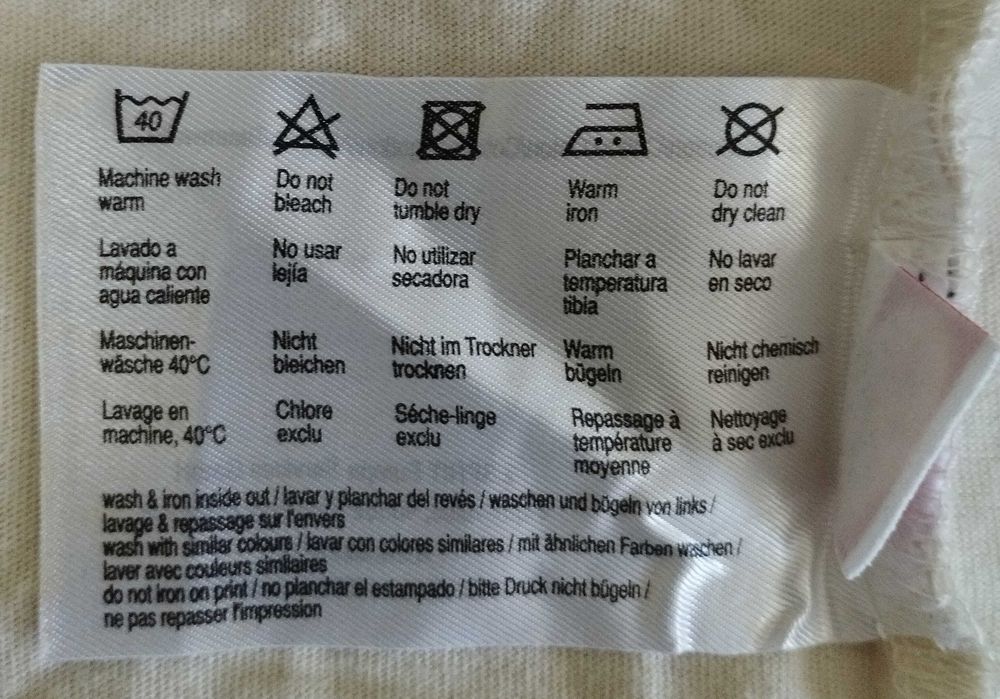 40
Machine wash
warm
Do not
bleach
Do not
tumble dry
Warm
iron
Do not
dry clean
Lavado a
máquina con
agua caliente
No usar
lejía
No utilizar
secadora
Planchar a
temperatura
tibia
No lavar
en seco
Maschinen-
wäsche 40°C
Nicht
bleichen
Nicht im Trockner
trocknen
Warm
bügeln
Nicht chemisch
reinigen
Lavage en
machine, 40°C
Chlore
exclu
Séche-linge
exclu
Repassage à
température
moyenne
Nettoyage
à sec exclu
wash & iron inside out / lavar y planchar del revés / waschen und bügeln von links /
lavage & repassage sur l'envers
wash with similar colours / lavar con colores similares / mit ähnlichen Farben waschen /
laver avec couleurs similaires
do not iron on print / no planchar el estampado / bitte Druck nicht bügeln /
ne pas repasser l'impression